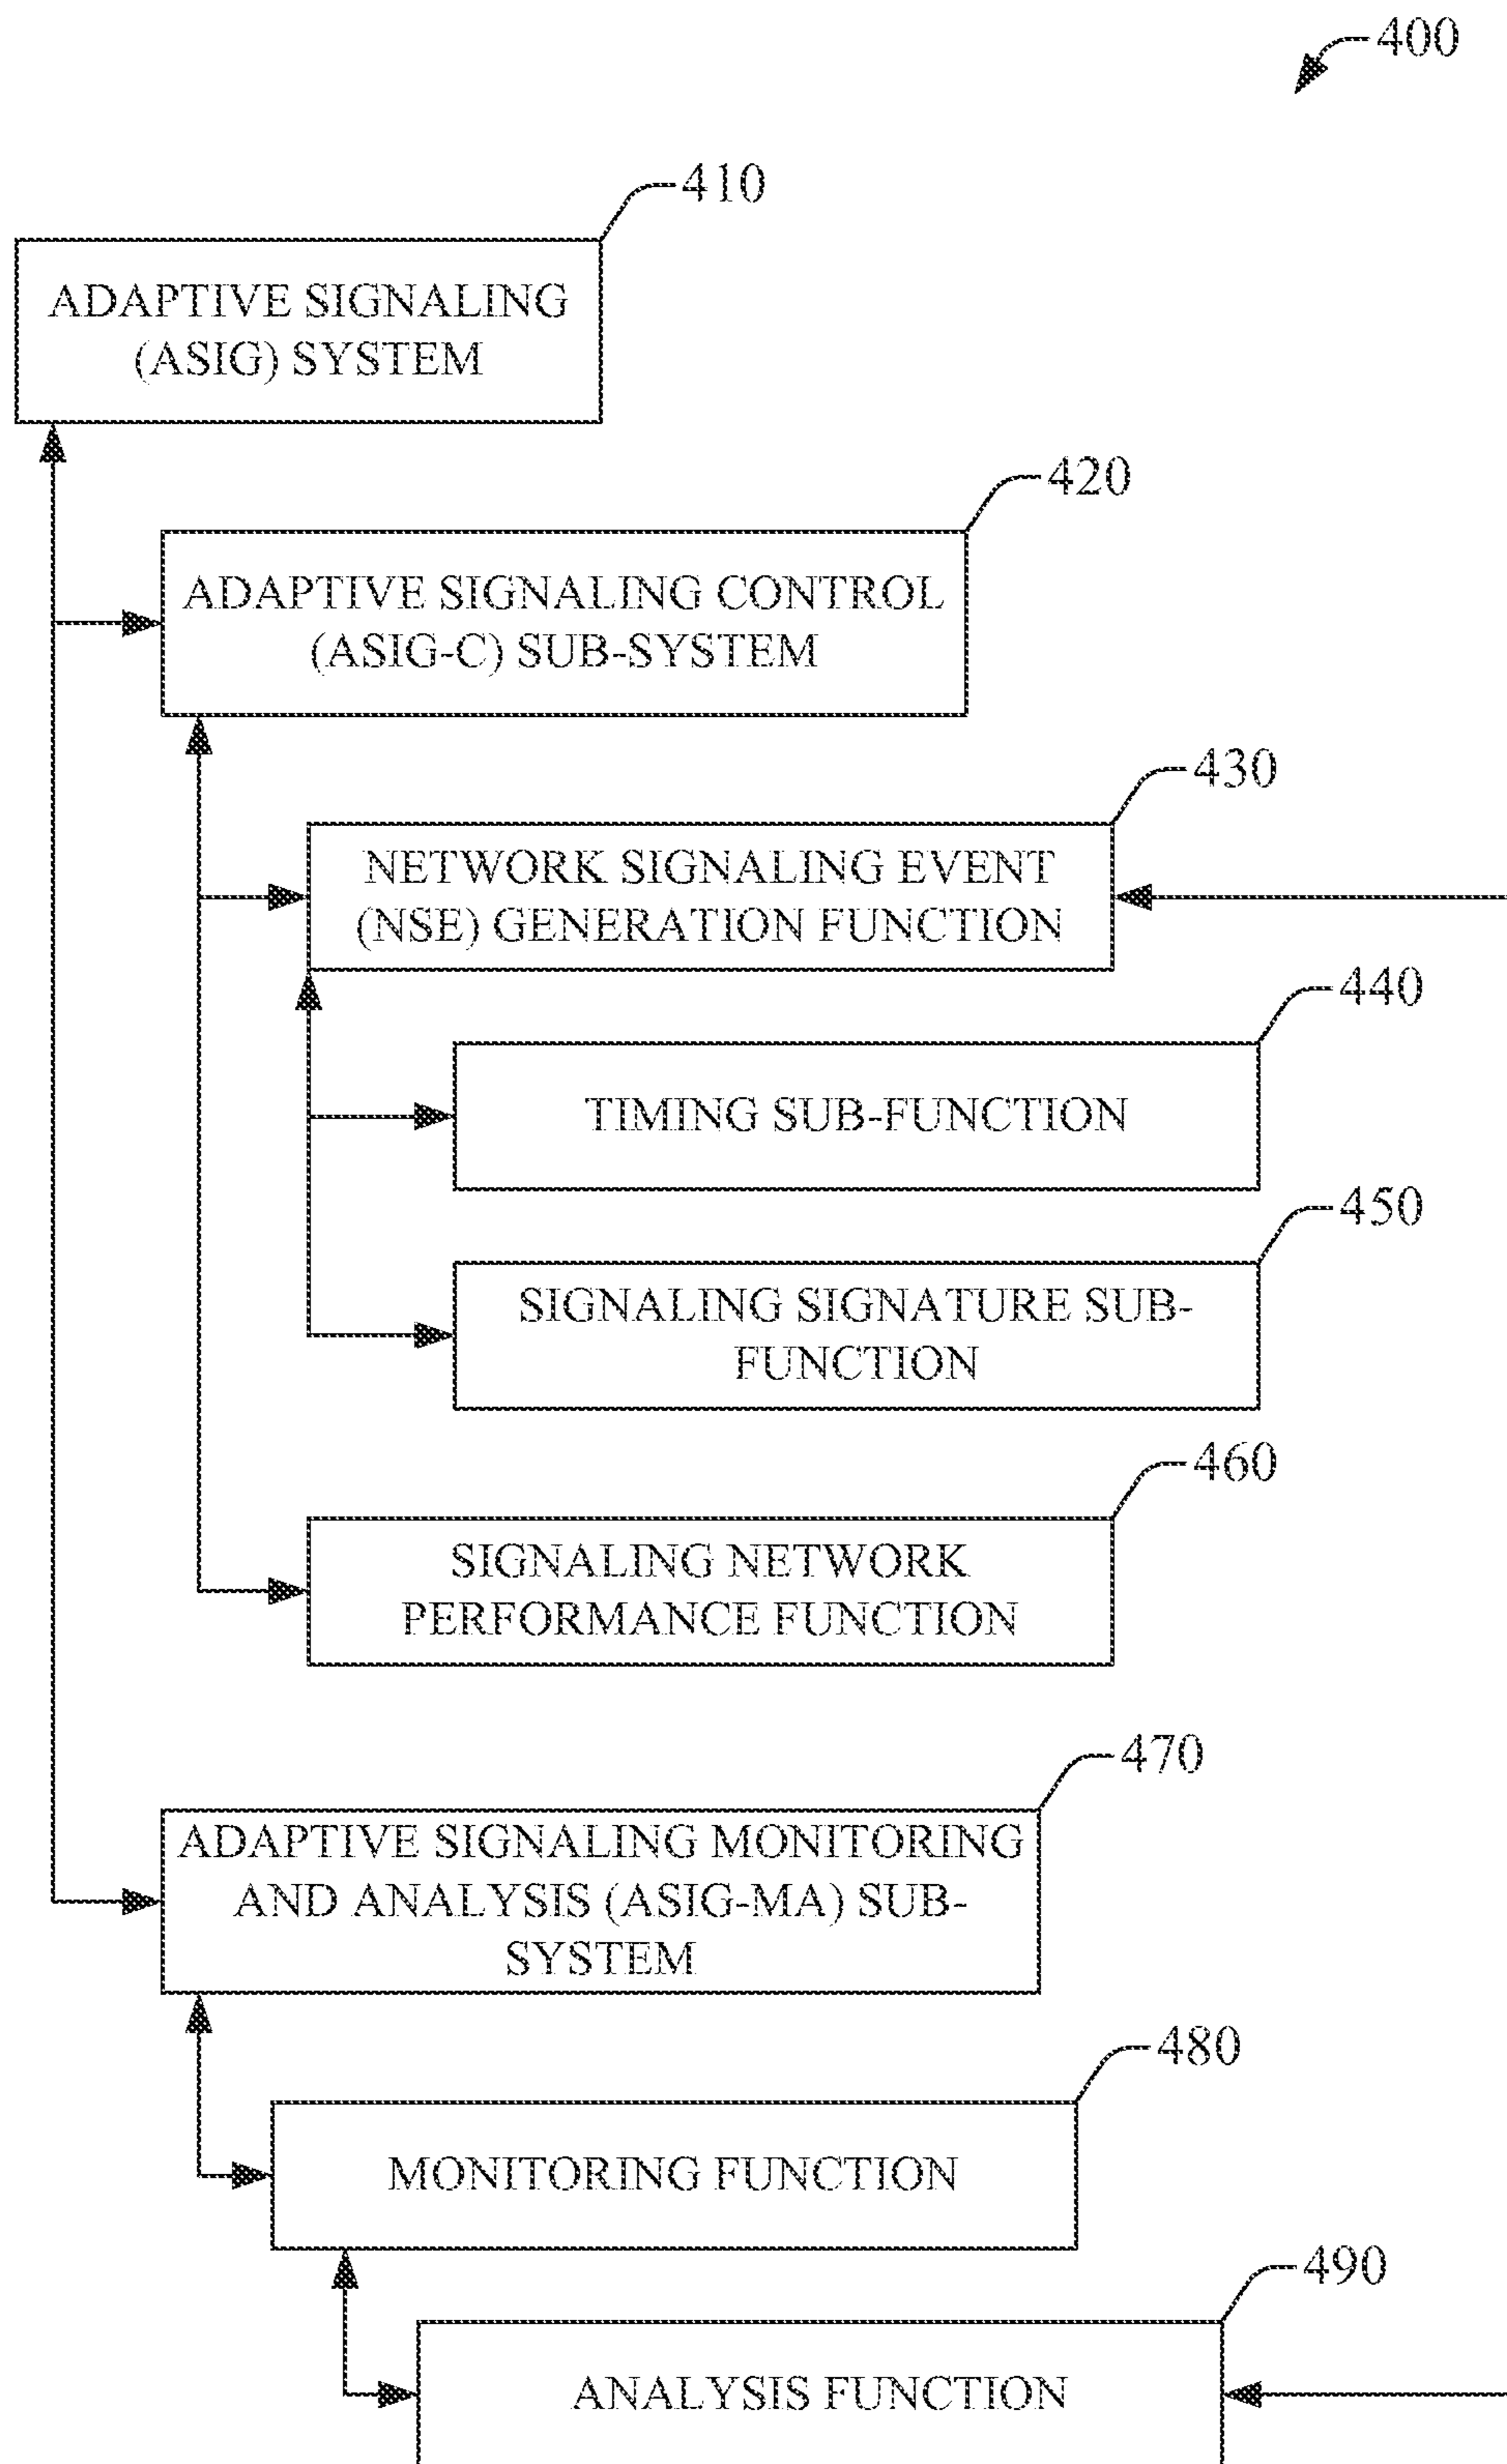 400
410
ADAPTIVE SIGNALING
(ASIG) SYSTEM
420
ADAPTIVE SIGNALING CONTROL
(ASIG-C) SUB-SYSTEM
430
NETWORK SIGNALING EVENT
(NSE) GENERATION FUNCTION
440
TIMING SUB-FUNCTION
450
SIGNALING SIGNATURE SUB-
FUNCTION
460
SIGNALING NETWORK
PERFORMANCE FUNCTION
470
ADAPTIVE SIGNALING MONITORING
AND ANALYSIS (ASIG-MA) SUB-
SYSTEM
480
MONITORING FUNCTION
490
ANALYSIS FUNCTION